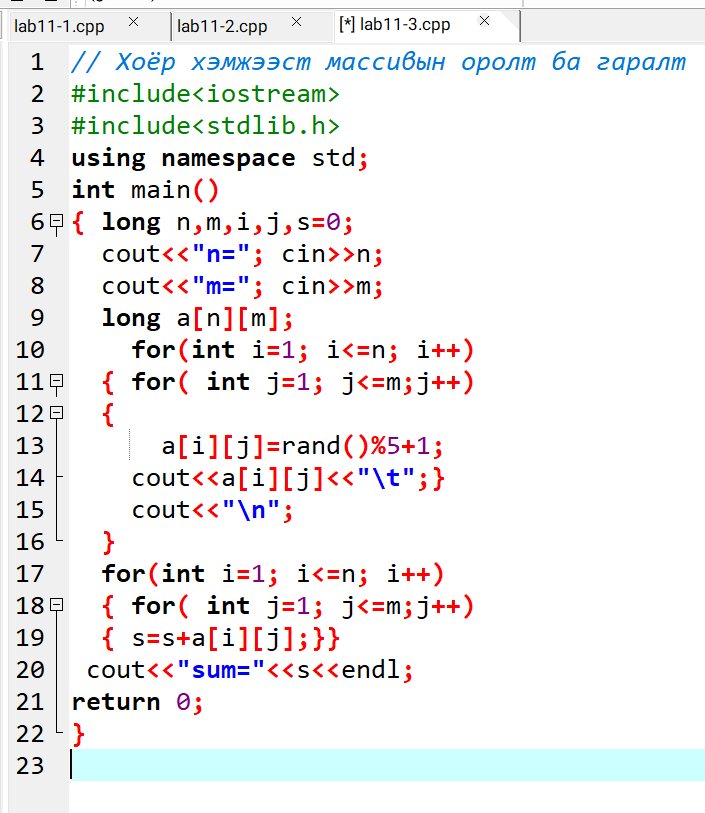 lab11-1.cpp × lab11-2.cpp × [*] lab11-3.cpp ×
1 // Хоёр хэмжээст массивын оролт ба гаралт
2 #include<iostream>
3 #include<stdlib.h>
4 using namespace std;
5 int main()
6 { long n,m,i,j,s=0;
7 cout<<"n="; cin>>n;
8 cout<<"m="; cin>>m;
9 long a[n][m];
10 for(int i=1; i<=n; i++)
11 { for( int j=1; j<=m;j++)
12 {
13 a[i][j]=rand()%5+1;
14 cout<<a[i][j]<<"\t";}
15 cout<<"\n";
16 }
17 for(int i=1; i<=n; i++)
18 { for( int j=1; j<=m;j++)
19 { s=s+a[i][j];}}
20 cout<<"sum="<<s<<endl;
21 return 0;
22 }
23